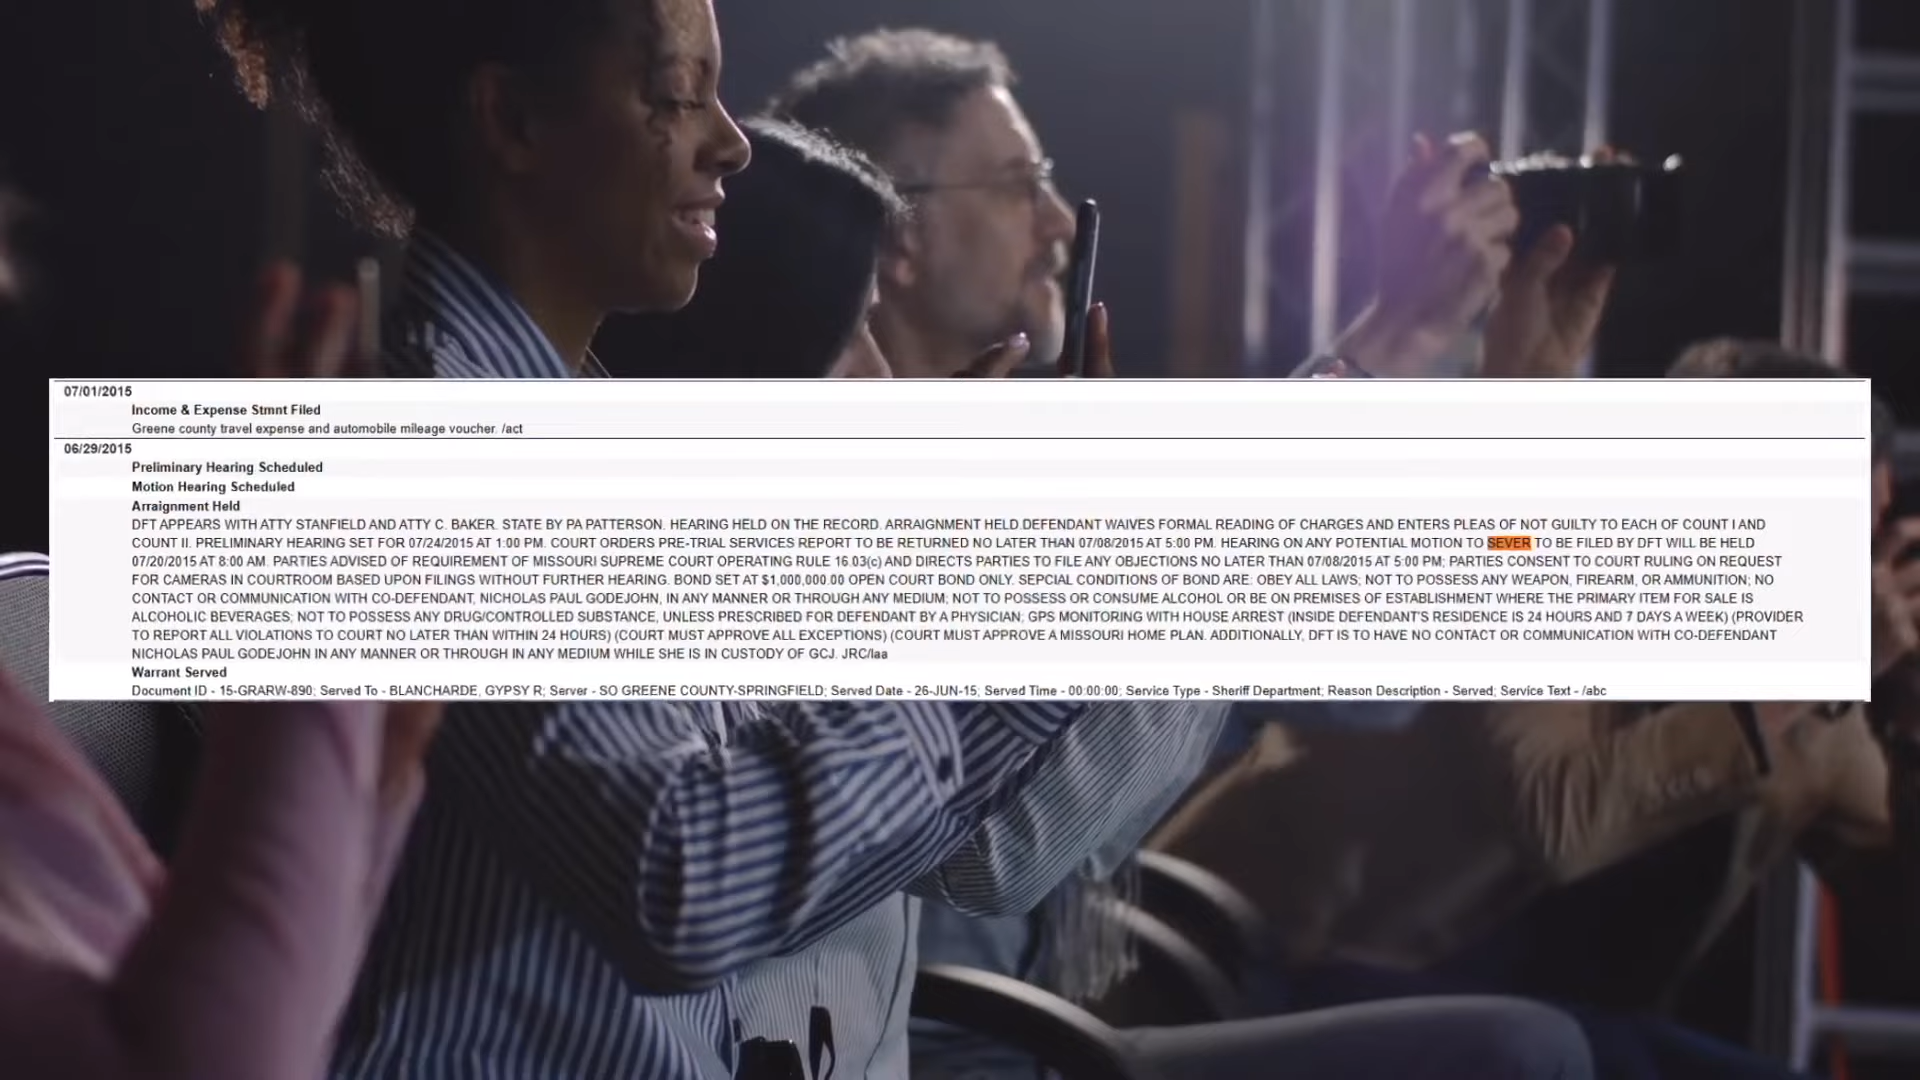 07/01/2015
Income & Expense Stmnt Filed
Greene county travel expense and automobile mileage voucher. /act
06/29/2015
Preliminary Hearing Scheduled
Motion Hearing Scheduled
Arraignment Held
DFT APPEARS WITH ATTY STANFIELD AND ATTY C. BAKER. STATE BY PA PATTERSON. HEARING HELD ON THE RECORD. ARRAIGNMENT HELD.DEFENDANT WAIVES FORMAL READING OF CHARGES AND ENTERS PLEAS OF NOT GUILTY TO EACH OF COUNT I AND
COUNT II. PRELIMINARY HEARING SET FOR 07/24/2015 AT 1:00 PM. COURT ORDERS PRE-TRIAL SERVICES REPORT TO BE RETURNED NO LATER THAN 07/08/2015 AT 5:00 PM. HEARING ON ANY POTENTIAL MOTION TO SEVER TO BE FILED BY DFT WILL BE HELD
07/20/2015 AT 8:00 AM. PARTIES ADVISED OF REQUIREMENT OF MISSOURI SUPREME COURT OPERATING RULE 16.03(c) AND DIRECTS PARTIES TO FILE ANY OBJECTIONS NO LATER THAN 07/08/2015 AT 5:00 PM; PARTIES CONSENT TO COURT RULING ON REQUEST
FOR CAMERAS IN COURTROOM BASED UPON FILINGS WITHOUT FURTHER HEARING. BOND SET AT $1,000,000.00 OPEN COURT BOND ONLY. SEPCIAL CONDITIONS OF BOND ARE: OBEY ALL LAWS; NOT TO POSSESS ANY WEAPON, FIREARM, OR AMMUNITION; NO
CONTACT OR COMMUNICATION WITH CO-DEFENDANT, NICHOLAS PAUL GODEJOHN, IN ANY MANNER OR THROUGH ANY MEDIUM; NOT TO POSSESS OR CONSUME ALCOHOL OR BE ON PREMISES OF ESTABLISHMENT WHERE THE PRIMARY ITEM FOR SALE IS
ALCOHOLIC BEVERAGES; NOT TO POSSESS ANY DRUG/CONTROLLED SUBSTANCE, UNLESS PRESCRIBED FOR DEFENDANT BY A PHYSICIAN; GPS MONITORING WITH HOUSE ARREST (INSIDE DEFENDANT'S RESIDENCE IS 24 HOURS AND 7 DAYS A WEEK) (PROVIDER
TO REPORT ALL VIOLATIONS TO COURT NO LATER THAN WITHIN 24 HOURS) (COURT MUST APPROVE ALL EXCEPTIONS) (COURT MUST APPROVE A MISSOURI HOME PLAN. ADDITIONALLY, DFT IS TO HAVE NO CONTACT OR COMMUNICATION WITH CO-DEFENDANT
NICHOLAS PAUL GODEJOHN IN ANY MANNER OR THROUGH IN ANY MEDIUM WHILE SHE IS IN CUSTODY OF GCJ. JRC/laa
Warrant Served
Document ID - 15-GRARW-890; Served To - BLANCHARDE, GYPSY R; Server - SO GREENE COUNTY-SPRINGFIELD; Served Date - 26-JUN-15; Served Time - 00:00:00; Service Type - Sheriff Department; Reason Description - Served; Service Text - /abc